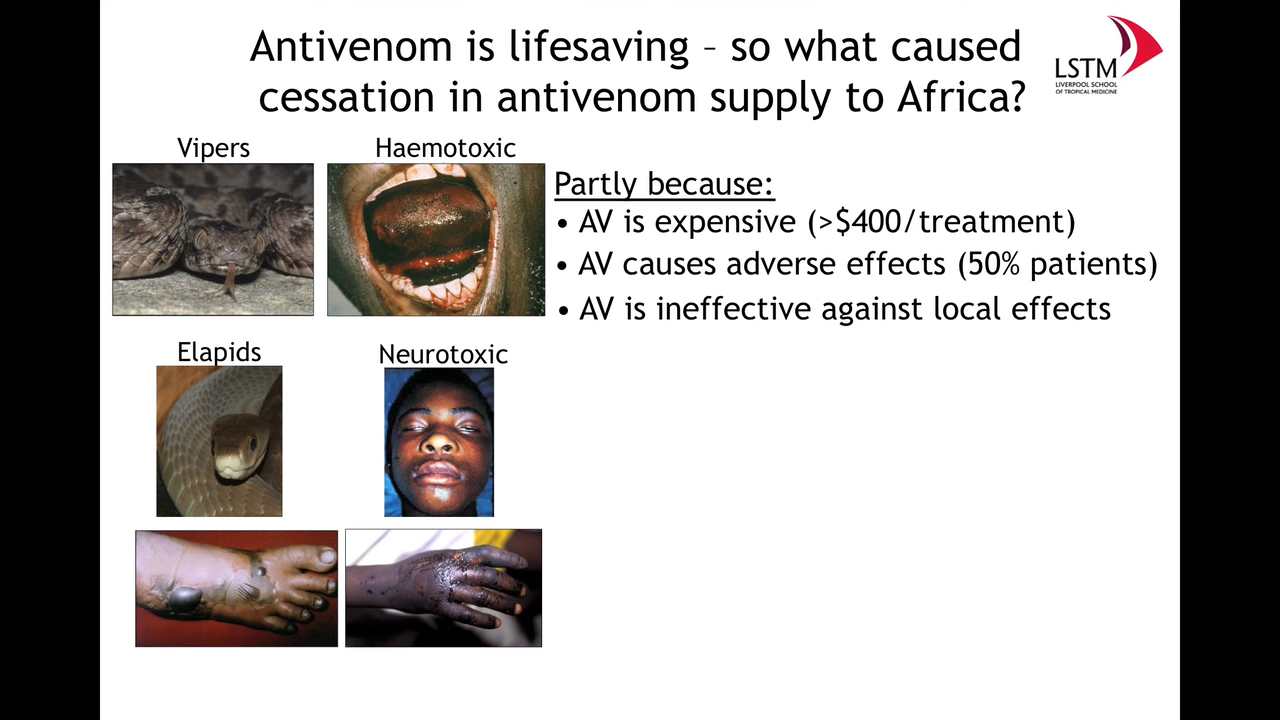 Antivenom is lifesaving – so what caused
cessation in antivenom supply to Africa?
LSTM
LIVERPOOL SCHOOL
OF TROPICAL MEDICINE
Vipers
Haemotoxic
Partly because:
• AV is expensive (>$400/treatment)
• AV causes adverse effects (50% patients)
• AV is ineffective against local effects
Elapids
Neurotoxic